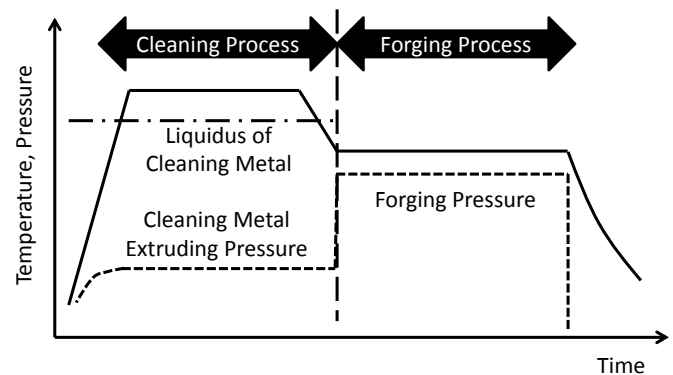 Cleaning Process
Forging Process
Temperature, Pressure
Liquidus of
Cleaning Metal
Cleaning Metal
Extruding Pressure
Forging Pressure
Time